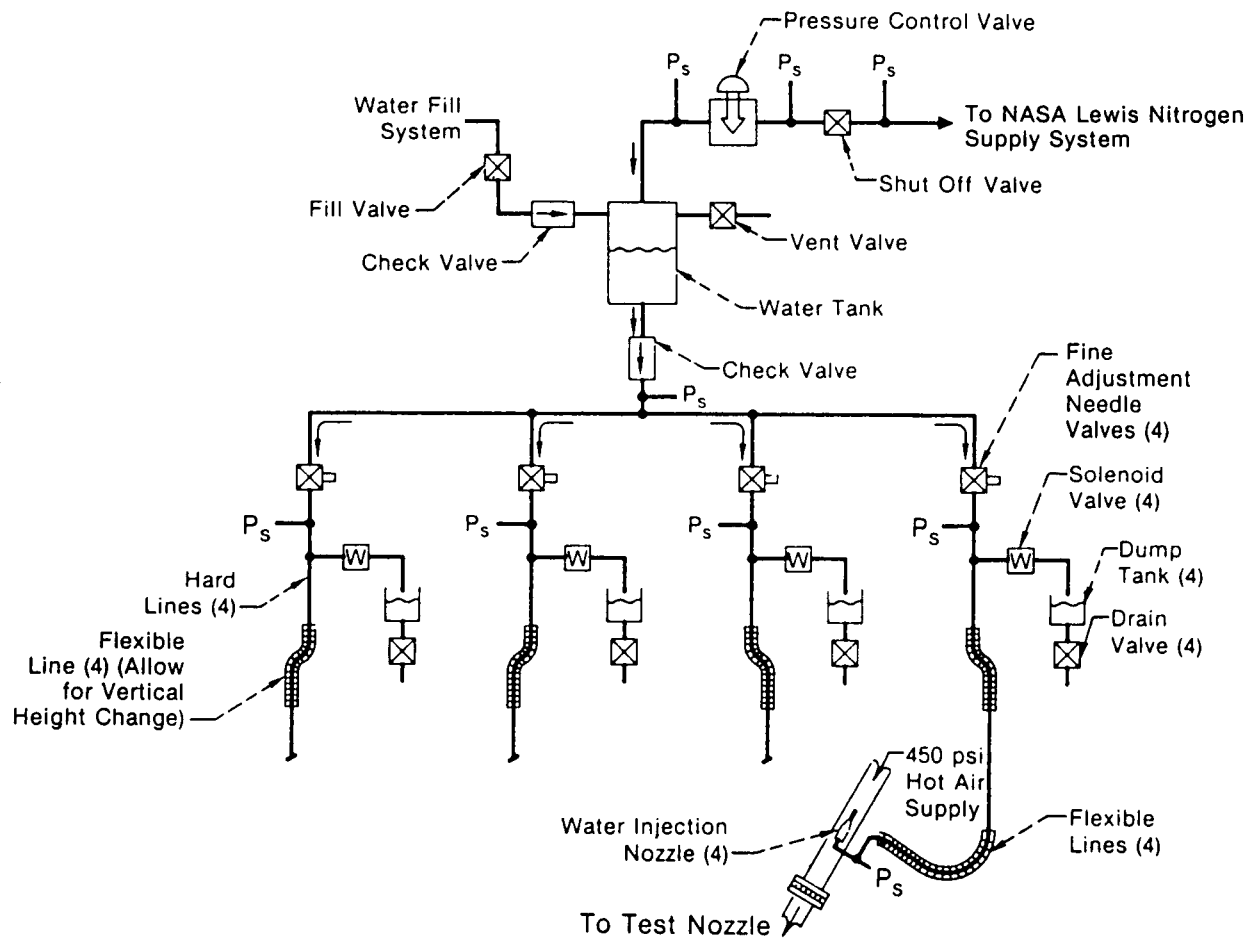 Pressure Control Valve
Ps
Ps
Ps
Water Fill
System
To NASA Lewis Nitrogen
Supply System
Shut Off Valve
Fill Valve
Vent Valve
Check Valve
Water Tank
Check Valve
Fine
Adjustment
Needle
Valves (4)
Ps
Solenoid
Valve (4)
Ps
Ps
Ps
Ps
Dump
Tank (4)
Hard
Lines (4)
Drain
Valve (4)
Flexible
Line (4) (Allow
for Vertical
Height Change)
450 psi
Hot Air
Supply
Water Injection
Nozzle (4)
Flexible
Lines (4)
Ps
To Test Nozzle